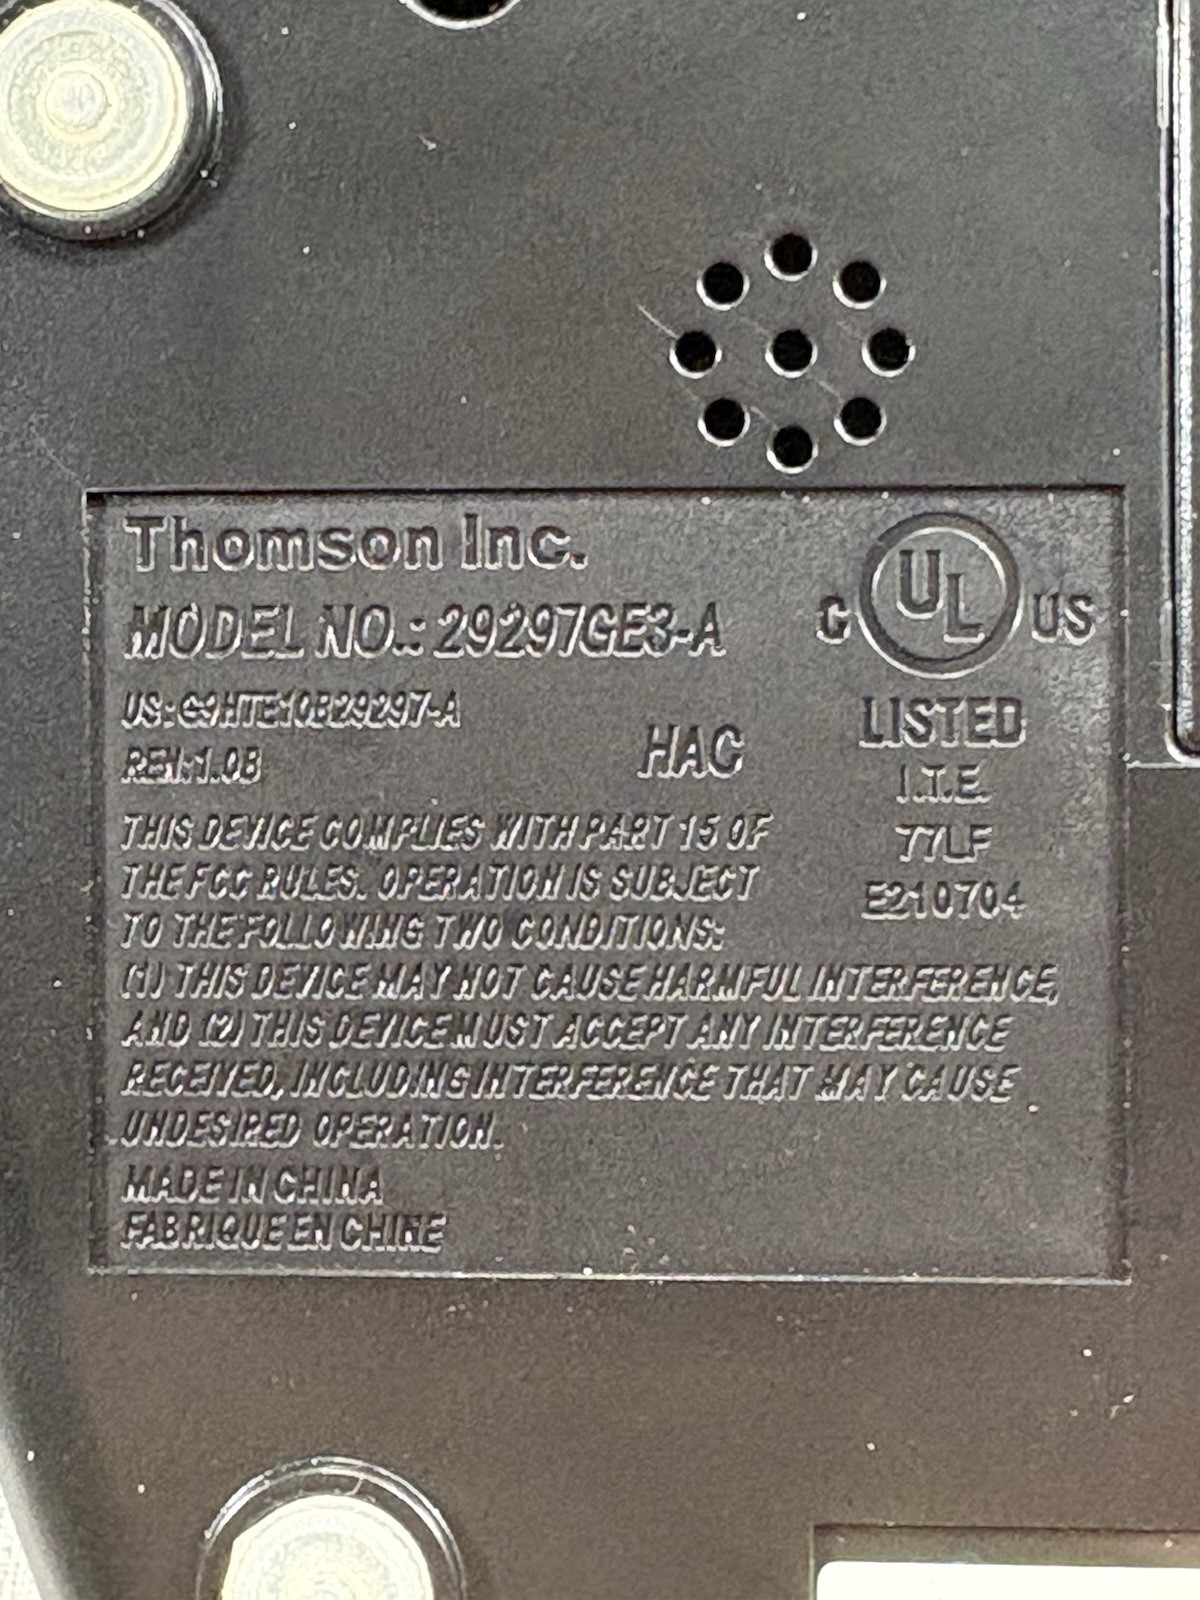 Thomson Inc.
MODEL NO.: 29297GE3-A
C UL US
US:G9HTE10B29297-A
LISTED
REN:1.0B
HAC
I.T.E.
77LF
E210704
THIS DEVICE COMPLIES WITH PART 15 OF
THE FCC RULES. OPERATION IS SUBJECT
TO THE FOLLOWING TWO CONDITIONS:
(1) THIS DEVICE MAY NOT CAUSE HARMFUL INTERFERENCE,
AND (2) THIS DEVICE MUST ACCEPT ANY INTERFERENCE
RECEIVED, INCLUDING INTERFERENCE THAT MAY CAUSE
UNDESIRED OPERATION.
MADE IN CHINA
FABRIQUE EN CHINE